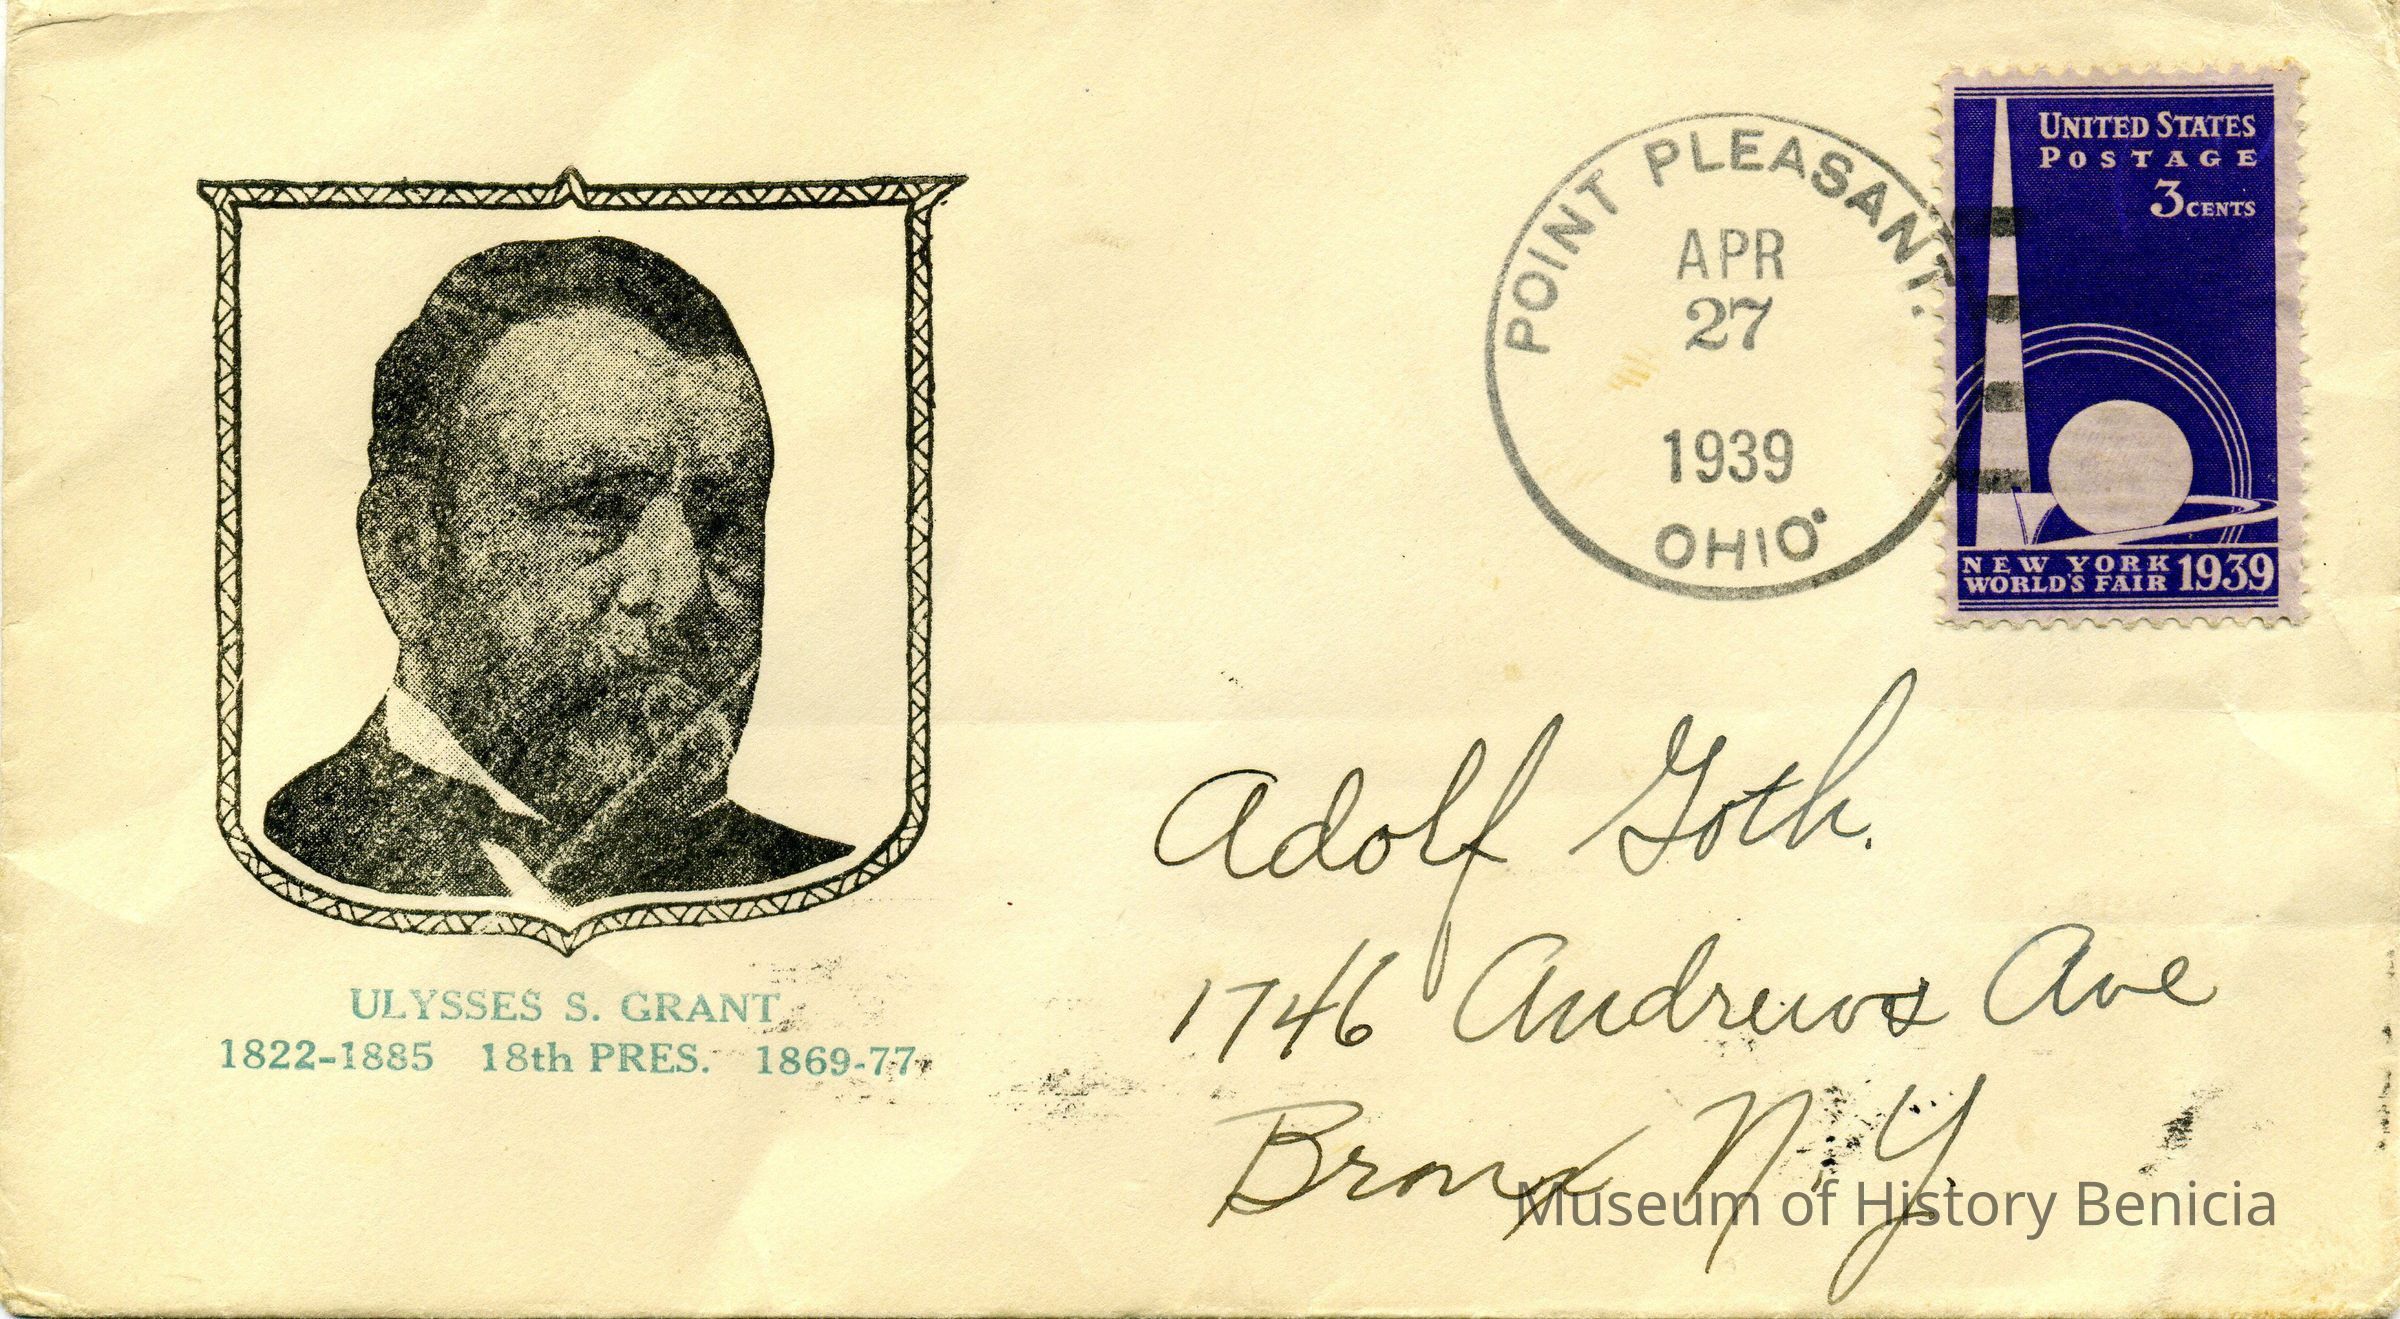 ULYSSES S. GRANT
1822-1885 18th PRES. 1869-77
POINT PLEASANT.
APR
27
1939
OHIO.
UNITED STATES
POSTAGE
3 CENTS
NEW YORK
WORLD'S FAIR 1939
Adolf Goth.
1746 Andrews Ave
Bronx N.Y.
Museum of History Benicia